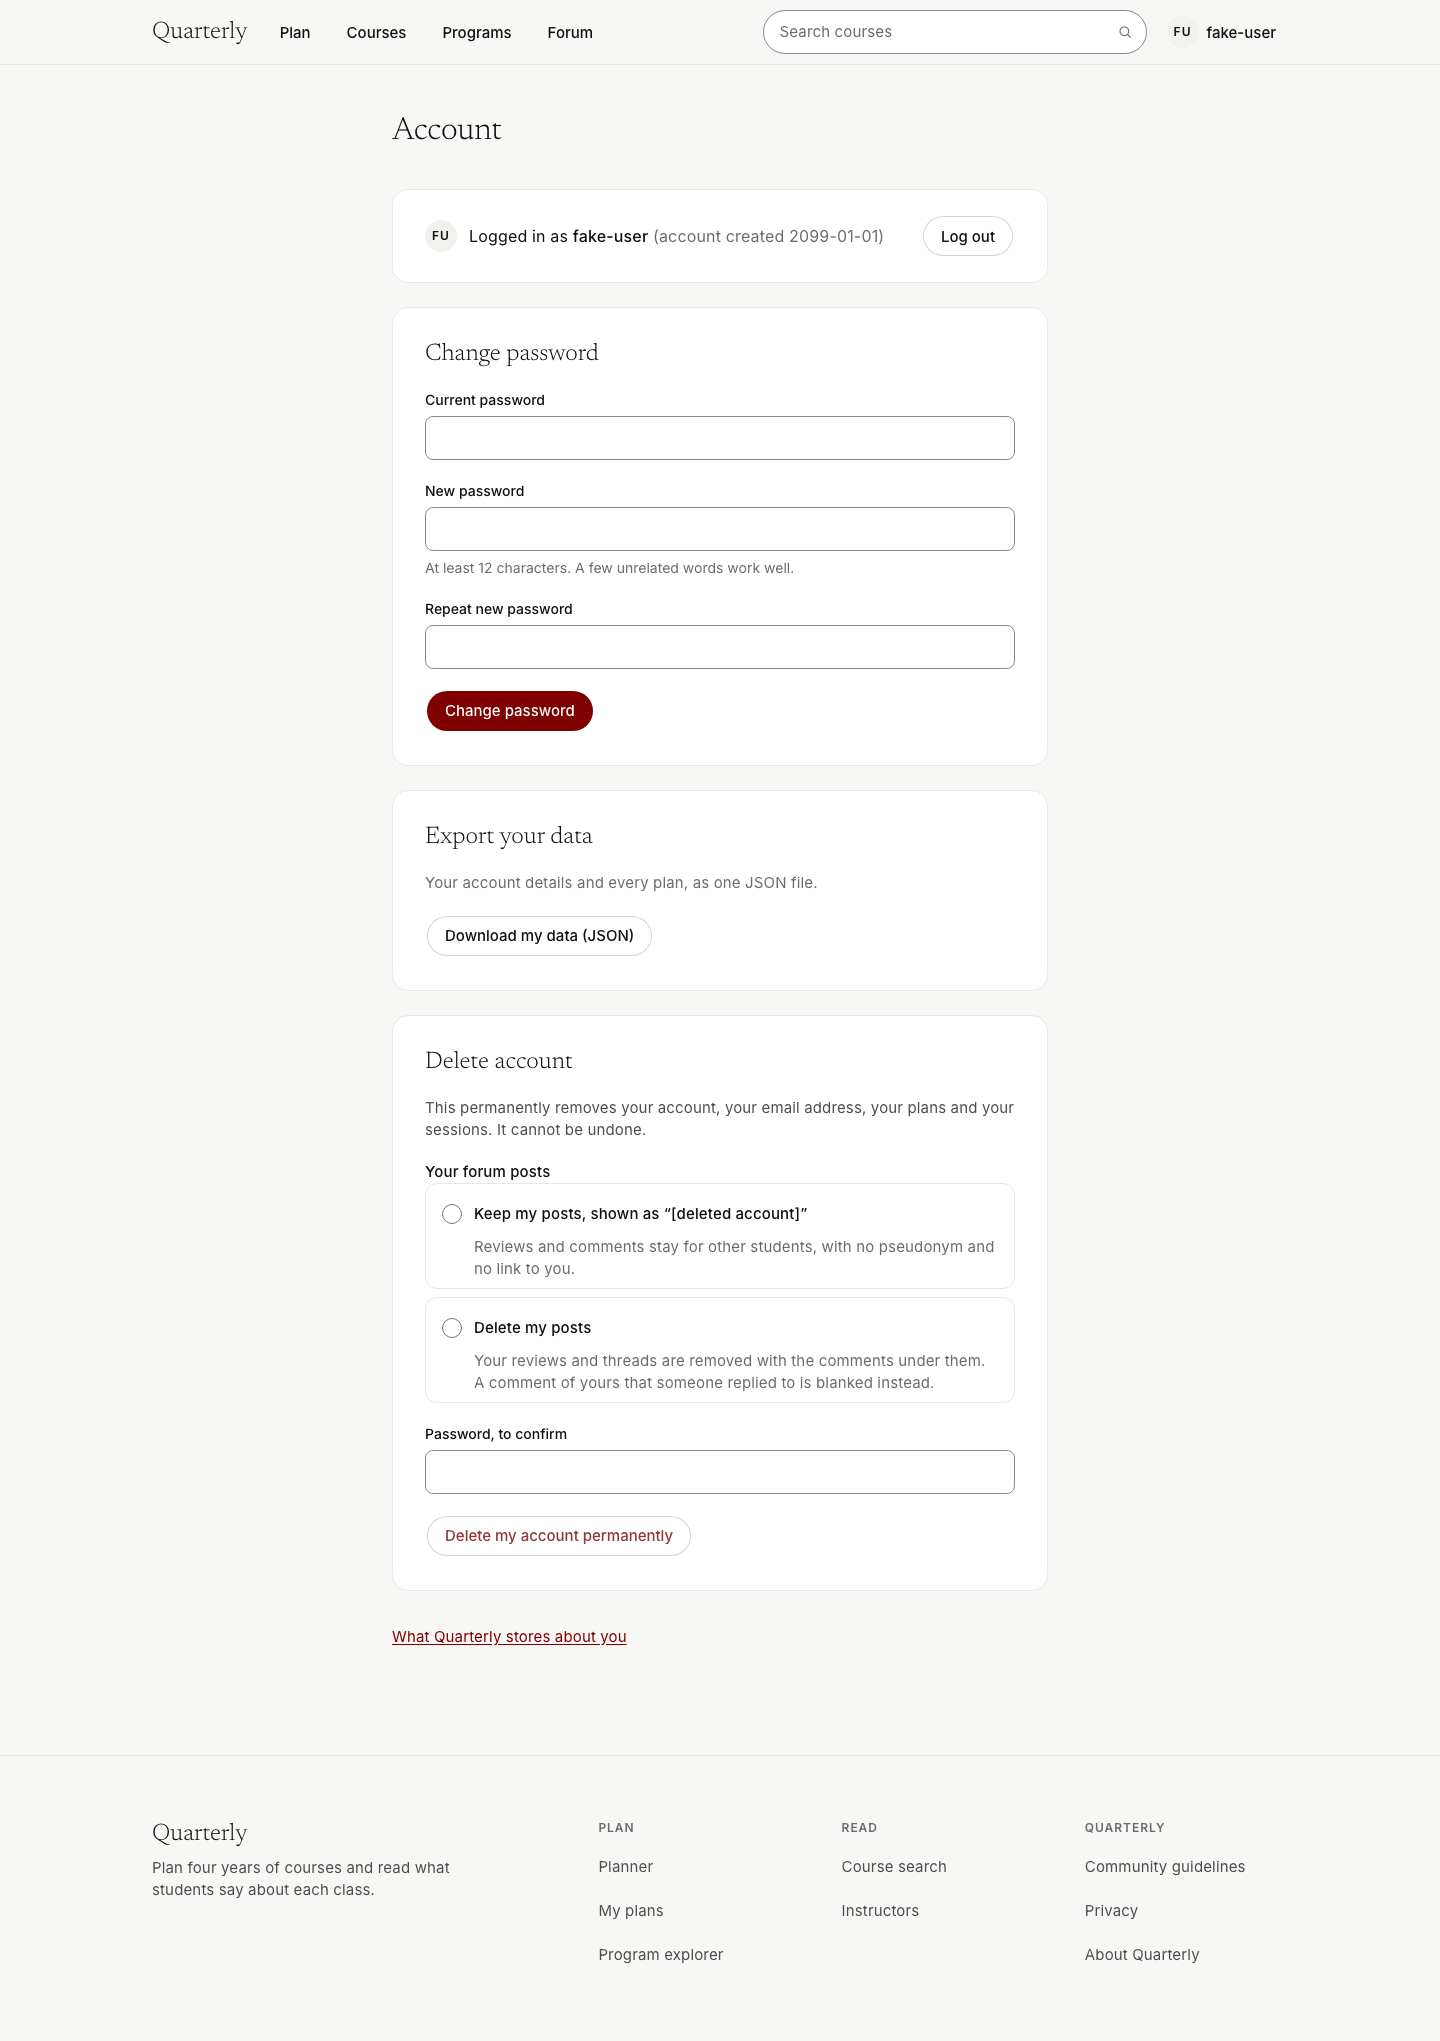 Quarterly Plan Courses Programs Forum Search courses FU fake-user
Account
FU Logged in as fake-user (account created 2099-01-01) Log out
Change password
Current password
New password
At least 12 characters. A few unrelated words work well.
Repeat new password
Change password
Export your data
Your account details and every plan, as one JSON file.
Download my data (JSON)
Delete account
This permanently removes your account, your email address, your plans and your
sessions. It cannot be undone.
Your forum posts
Keep my posts, shown as “[deleted account]”
Reviews and comments stay for other students, with no pseudonym and
no link to you.
Delete my posts
Your reviews and threads are removed with the comments under them.
A comment of yours that someone replied to is blanked instead.
Password, to confirm
Delete my account permanently
What Quarterly stores about you
Quarterly
Plan four years of courses and read what
students say about each class.
PLAN
Planner
My plans
Program explorer
READ
Course search
Instructors
QUARTERLY
Community guidelines
Privacy
About Quarterly